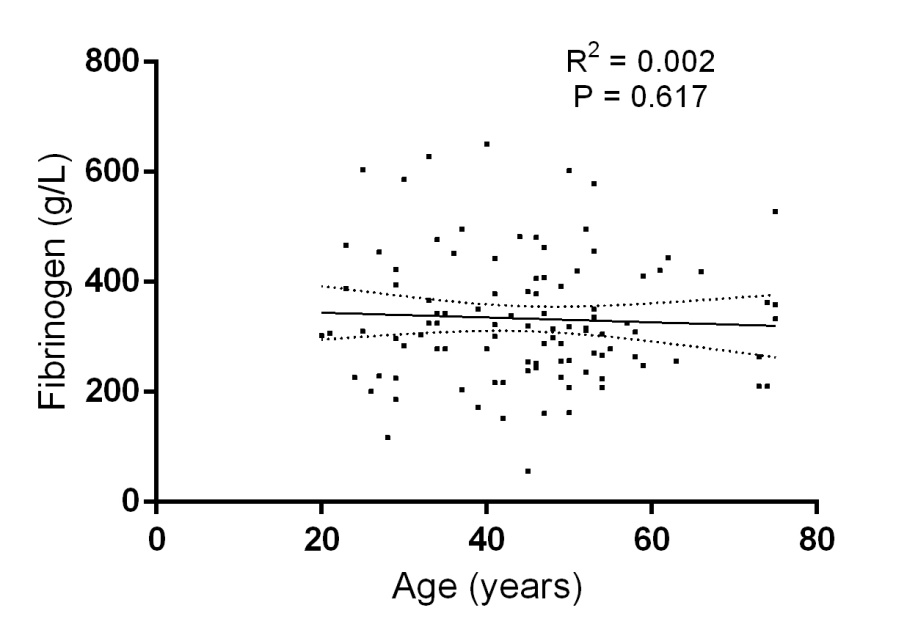 R² = 0.002
P = 0.617
800
600
400
200
0
Fibrinogen (g/L)
0 20 40 60 80
Age (years)